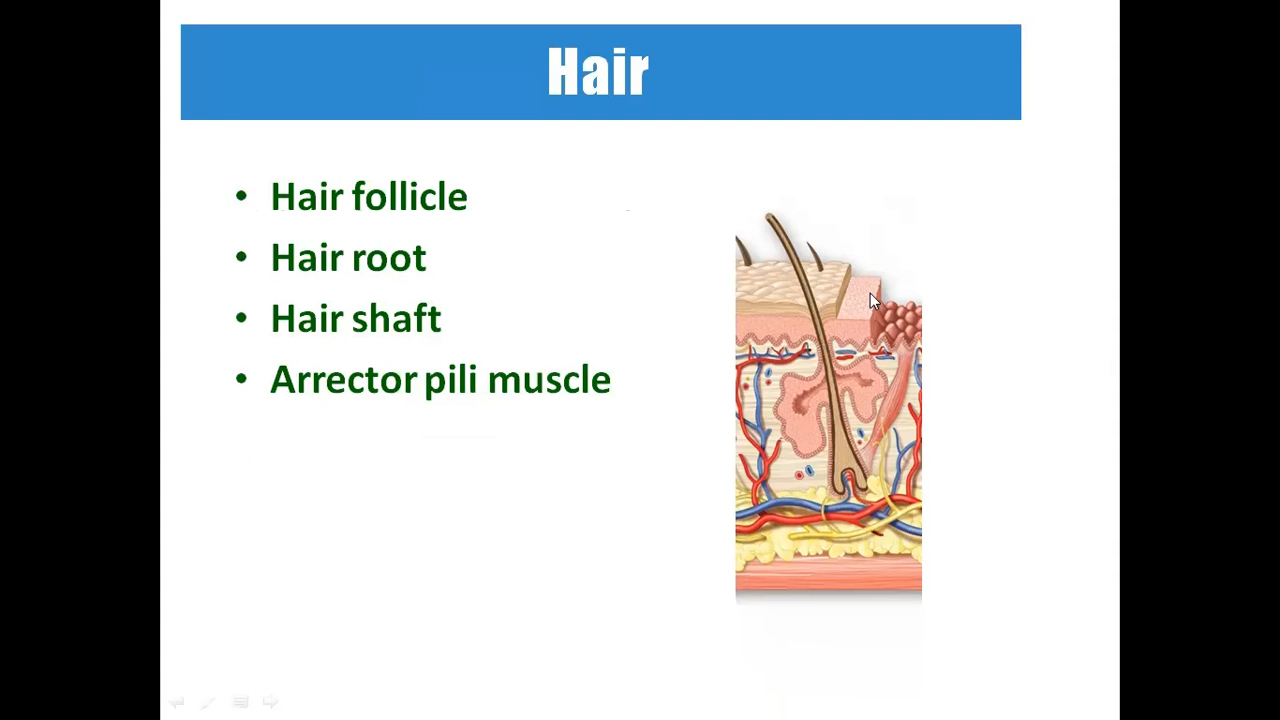 Hair
• Hair follicle
• Hair root
• Hair shaft
• Arrector pili muscle